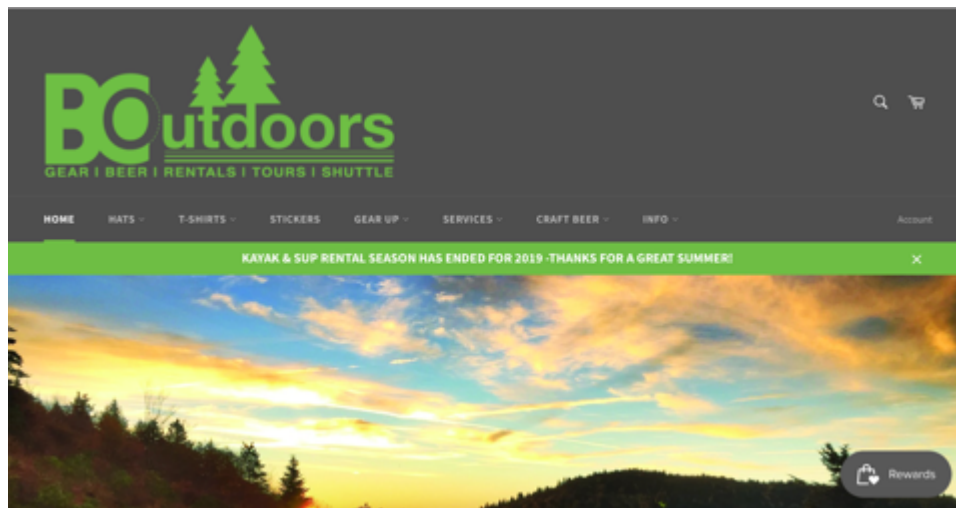 BCOutdoors
GEAR | BEER | RENTALS | TOURS | SHUTTLE
HOME HATS T-SHIRTS STICKERS GEAR UP SERVICES CRAFT BEER INFO Account
KAYAK & SUP RENTAL SEASON HAS ENDED FOR 2019 -THANKS FOR A GREAT SUMMER!
Rewards